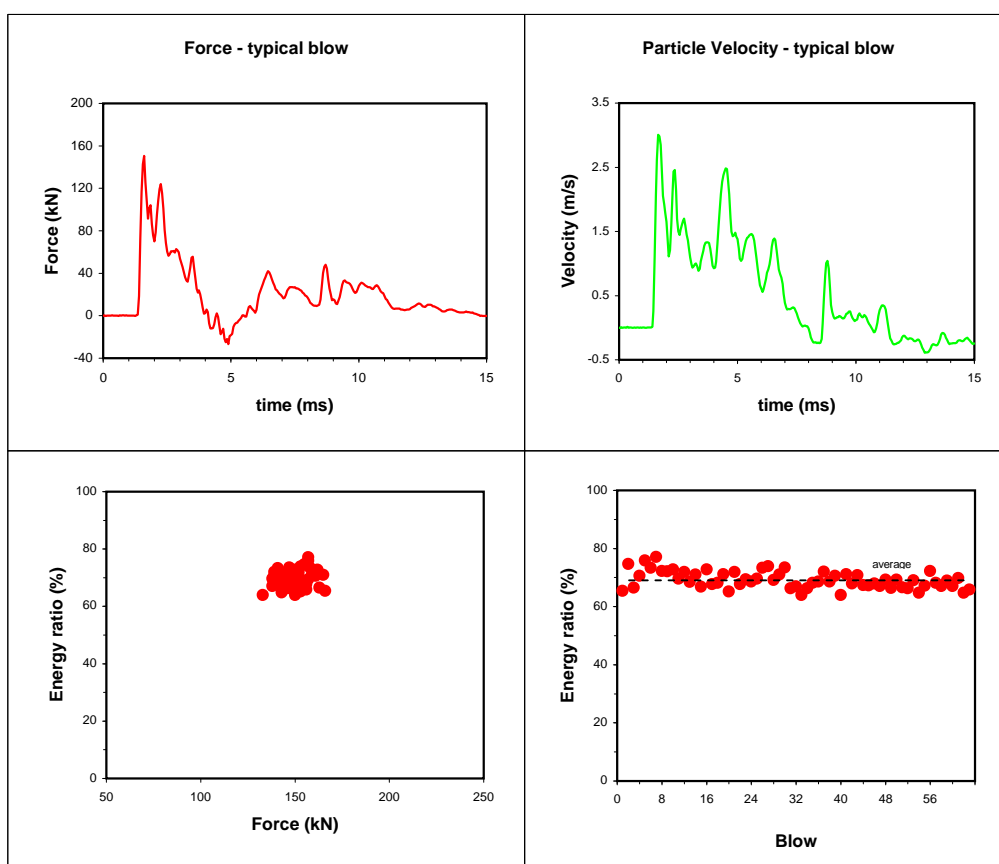 Force - typical blow
200
160
120
80
40
0
-40
Force (kN)
0 5 10 15
time (ms)
Particle Velocity - typical blow
3.5
2.5
1.5
0.5
-0.5
Velocity (m/s)
0 5 10 15
time (ms)
100
80
60
40
20
0
Energy ratio (%)
50 100 150 200 250
Force (kN)
100
80
60
40
20
0
Energy ratio (%)
average
0 8 16 24 32 40 48 56
Blow